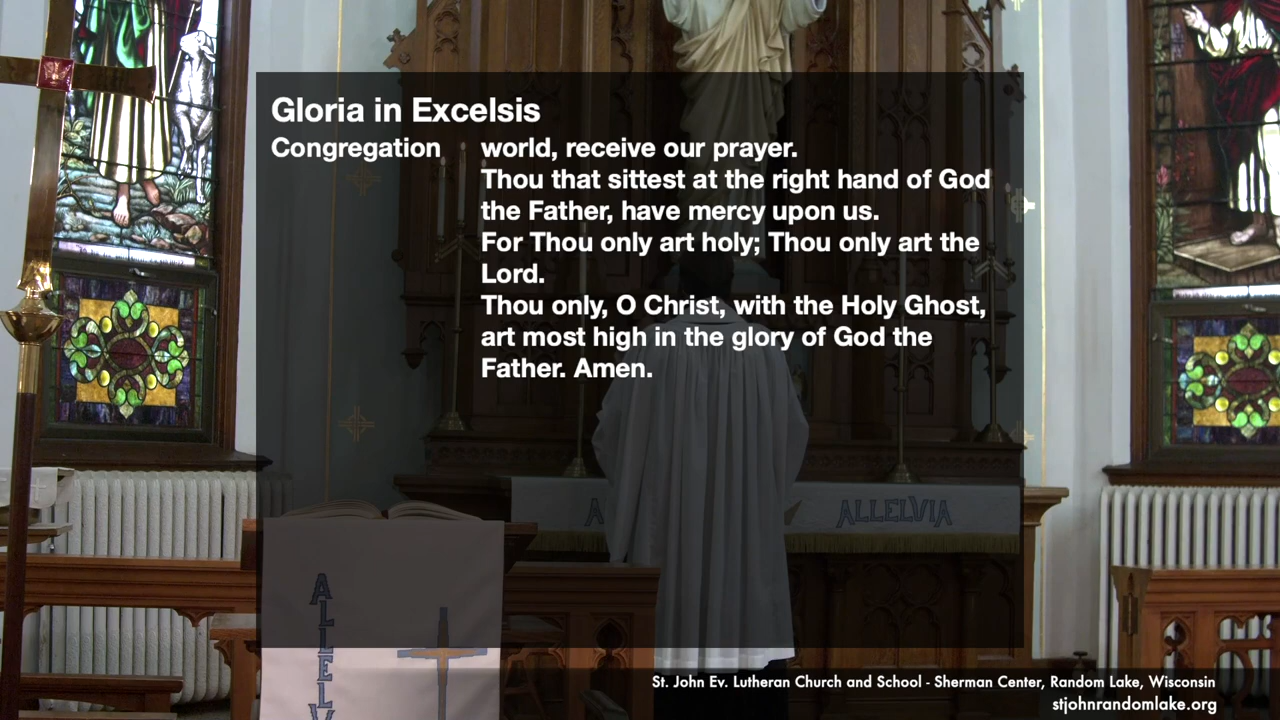 Gloria in Excelsis
Congregation world, receive our prayer.
Thou that sittest at the right hand of God
the Father, have mercy upon us.
For Thou only art holy; Thou only art the
Lord.
Thou only, O Christ, with the Holy Ghost,
art most high in the glory of God the
Father. Amen.
A
ALLELVIA
ALLELV
St. John Ev. Lutheran Church and School - Sherman Center, Random Lake, Wisconsin
stjohnrandomlake.org